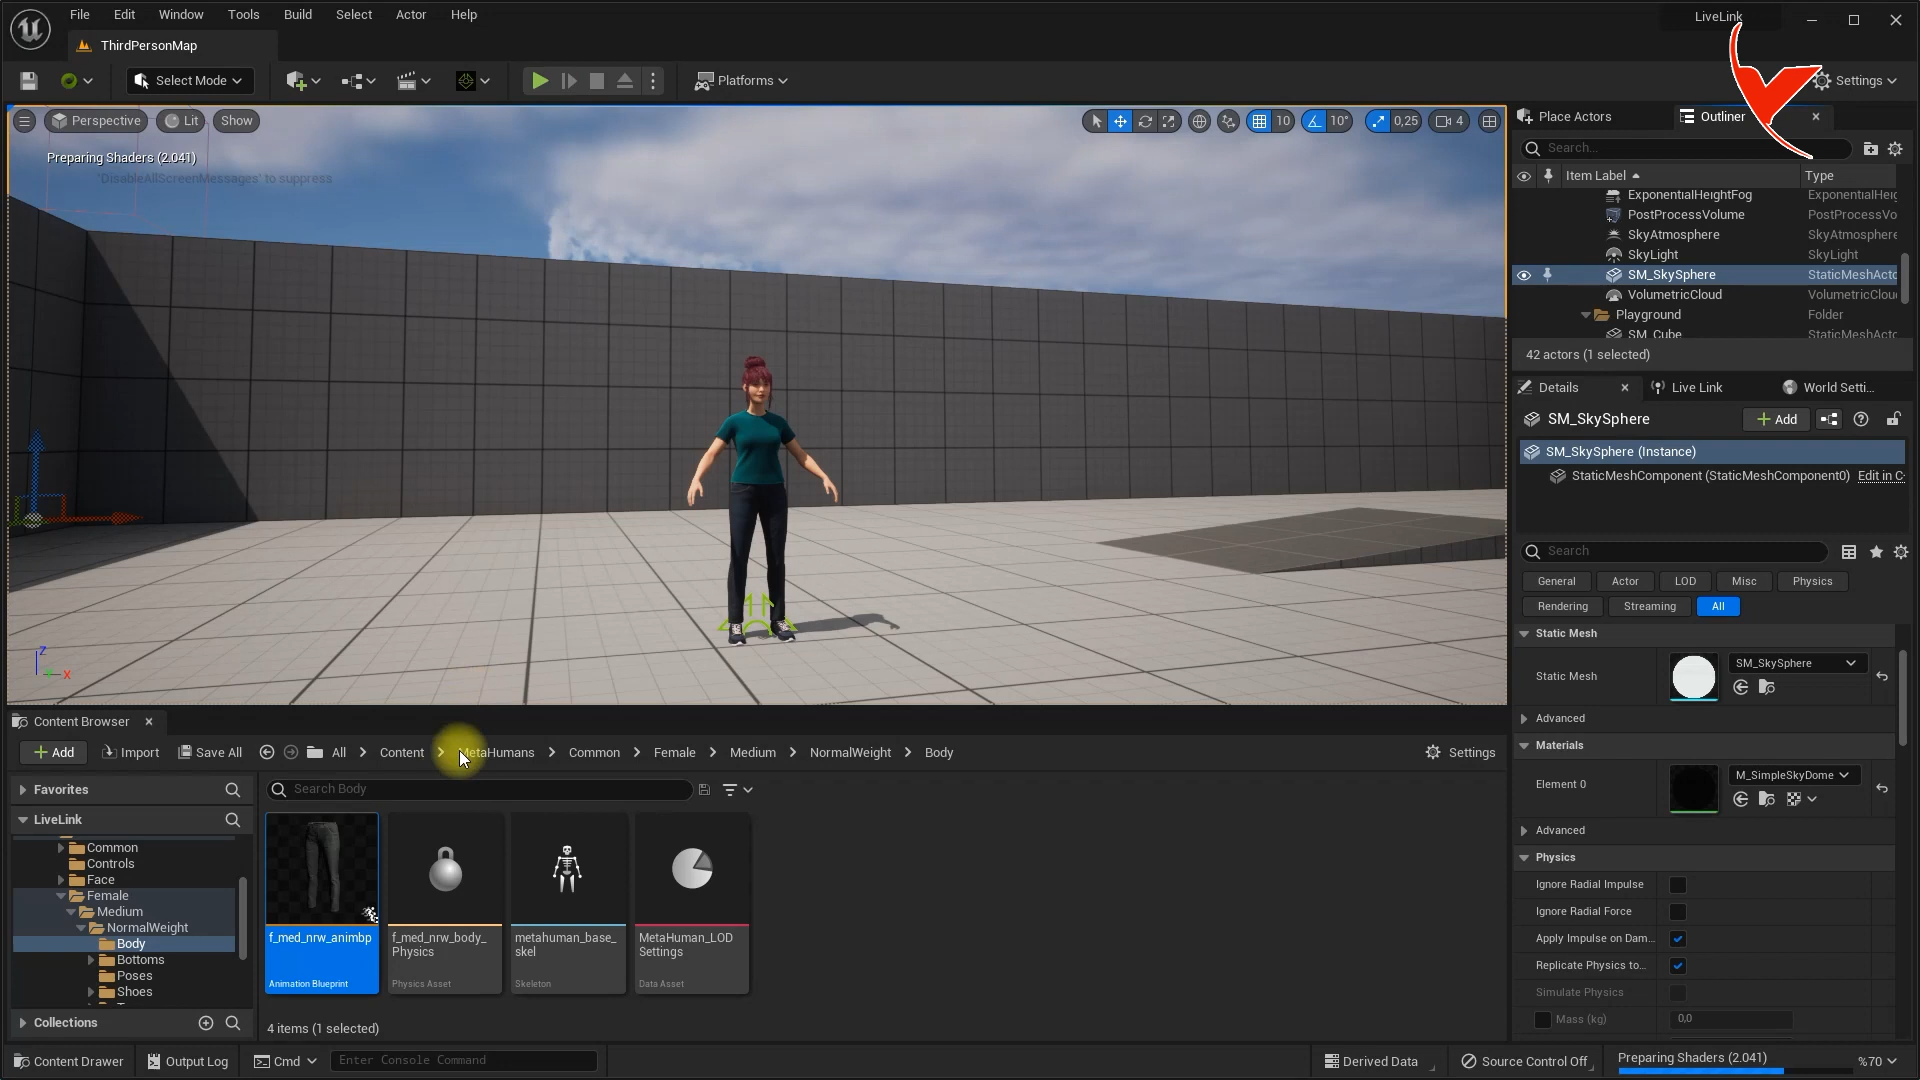 File Edit Window Tools Build Select Actor Help
LiveLink
ThirdPersonMap
Select Mode
Platforms
Settings
Perspective Lit Show
10 10° 0,25 4
Preparing Shaders (2.041)
'DisableAllScreenMessages' to suppress
Place Actors
Outliner
Search...
Item Label Type
ExponentialHeightFog ExponentialHeig
PostProcessVolume PostProcessVo
SkyAtmosphere SkyAtmosphere
SkyLight SkyLight
SM_SkySphere StaticMeshActo
VolumetricCloud VolumetricClou
Playground Folder
SM_Cube StaticMeshActo
42 actors (1 selected)
Details
Live Link
World Setti...
SM_SkySphere
Add
SM_SkySphere (Instance)
StaticMeshComponent (StaticMeshComponent0) Edit in C
Search
General Actor LOD Misc Physics
Rendering Streaming All
Static Mesh
Static Mesh
SM_SkySphere
Advanced
Materials
Element 0
M_SimpleSkyDome
Advanced
Physics
Ignore Radial Impulse
Ignore Radial Force
Apply Impulse on Dam...
Replicate Physics to...
Simulate Physics
Mass (kg) 0,0
Content Browser
Add Import Save All All Content MetaHumans Common Female Medium NormalWeight Body Settings
Favorites
Search Body
LiveLink
Common
Controls
Face
Female
Medium
NormalWeight
Body
Bottoms
Poses
Shoes
Collections
f_med_nrw_animbp
Animation Blueprint
f_med_nrw_body_
Physics
Physics Asset
metahuman_base_
skel
Skeleton
MetaHuman_LOD
Settings
Data Asset
4 items (1 selected)
Content Drawer Output Log Cmd Enter Console Command Derived Data Source Control Off Preparing Shaders (2.041) %70